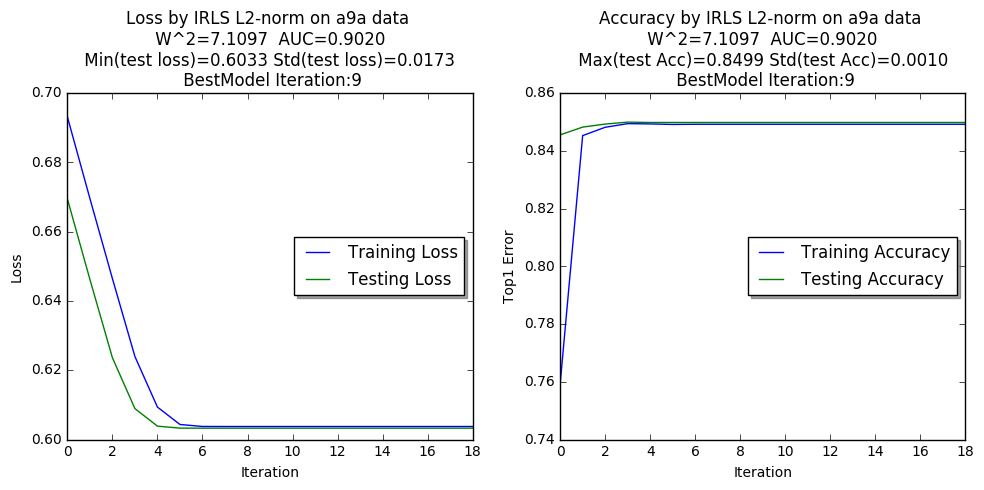 Loss by IRLS L2-norm on a9a data
W^2=7.1097  AUC=0.9020
Min(test loss)=0.6033 Std(test loss)=0.0173
BestModel Iteration:9
0.70
0.68
0.66
0.64
0.62
0.60
Loss
Training Loss
Testing Loss
0 2 4 6 8 10 12 14 16 18
Iteration
Accuracy by IRLS L2-norm on a9a data
W^2=7.1097  AUC=0.9020
Max(test Acc)=0.8499 Std(test Acc)=0.0010
BestModel Iteration:9
0.86
0.84
0.82
0.80
0.78
0.76
0.74
Top1 Error
Training Accuracy
Testing Accuracy
0 2 4 6 8 10 12 14 16 18
Iteration